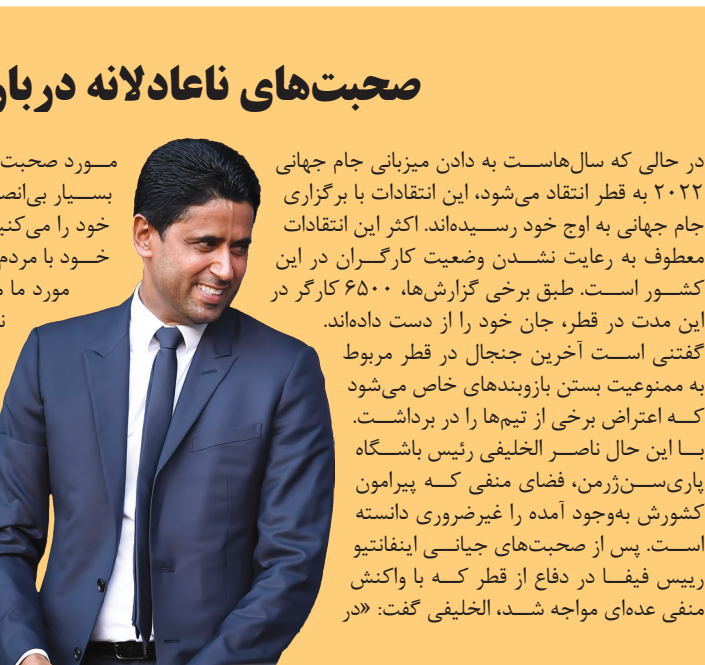 صحبت‌های ناعادلانه
در حالی که سال‌هاست به دادن میزبانی جام جهانی
۲۰۲۲ به قطر انتقاد می‌شود، این انتقادات با برگزاری
جام جهانی به اوج خود رسیده‌اند. اکثر این انتقادات
معطوف به رعایت نشدن وضعیت کارگران در این
کشور است. طبق برخی گزارش‌ها، ۶۵۰۰ کارگر در
این مدت در قطر، جان خود را از دست داده‌اند.
گفتنی است آخرین جنجال در قطر مربوط
به ممنوعیت بستن بازوبندهای خاص می‌شود
که اعتراض برخی از تیم‌ها را در برداشت.
با این حال ناصر الخلیفی رئیس باشگاه
پاری‌سن‌ژرمن، فضای منفی که پیرامون
کشورش به‌وجود آمده را غیرضروری دانسته
است. پس از صحبت‌های جیانی اینفانتیو
رییس فیفا در دفاع از قطر که با واکنش
منفی عده‌ای مواجه شد، الخلیفی گفت: «در
مورد صحبت
بسیار
خود را
خود با مردم
مورد ما